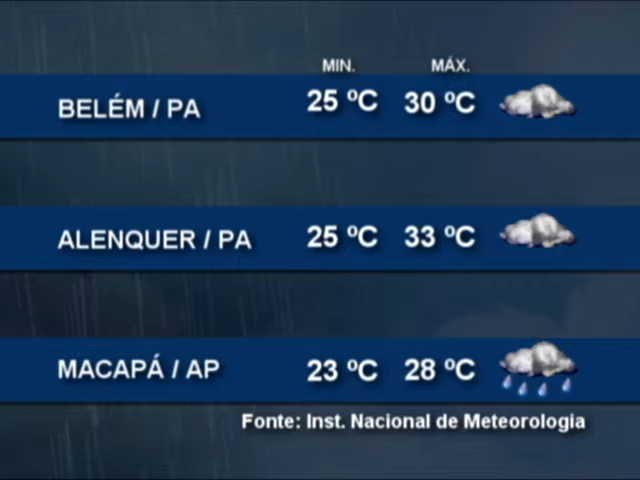 MIN. MÁX.
BELÉM / PA 25 ºC 30 ºC
ALENQUER / PA 25 ºC 33 ºC
MACAPÁ / AP 23 ºC 28 ºC
Fonte: Inst. Nacional de Meteorologia